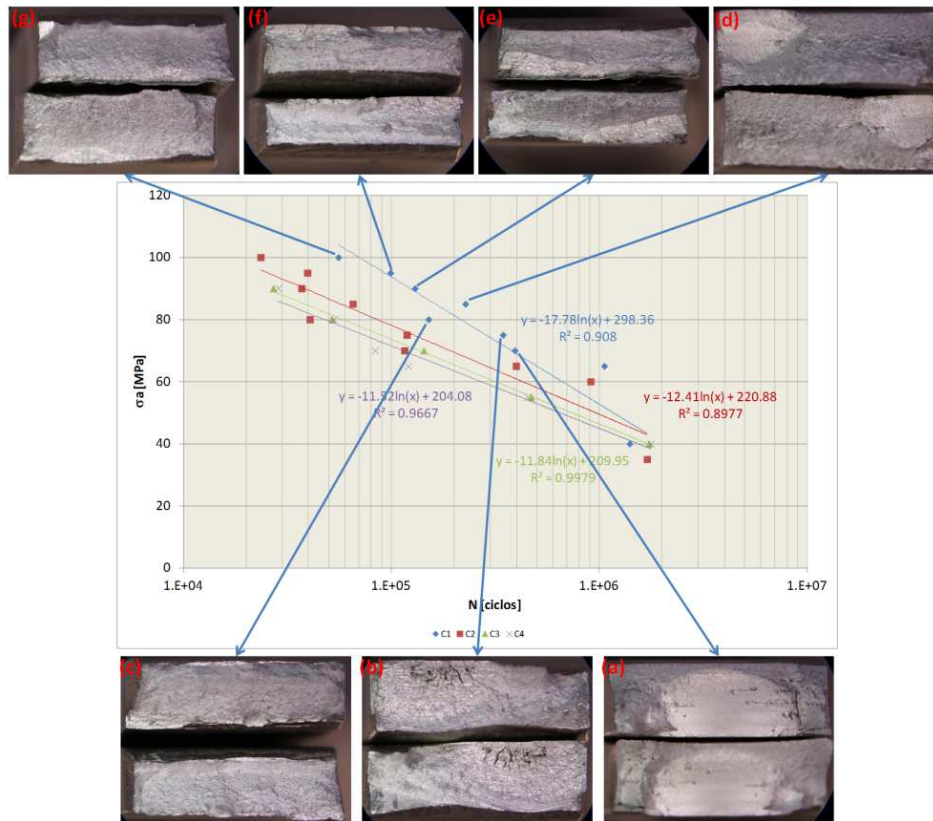 (g)
(f)
(e)
(d)
120
100
80
60
40
20
0
σa [MPa]
y = -17.78ln(x) + 298.36
R² = 0.908
y = -11.52ln(x) + 204.08
R² = 0.9667
y = -12.41ln(x) + 220.88
R² = 0.8977
y = -11.84ln(x) + 209.95
R² = 0.9979
1.E+04
1.E+05
1.E+06
1.E+07
N [ciclos]
C1 C2 C3 C4
(c)
(b)
(a)